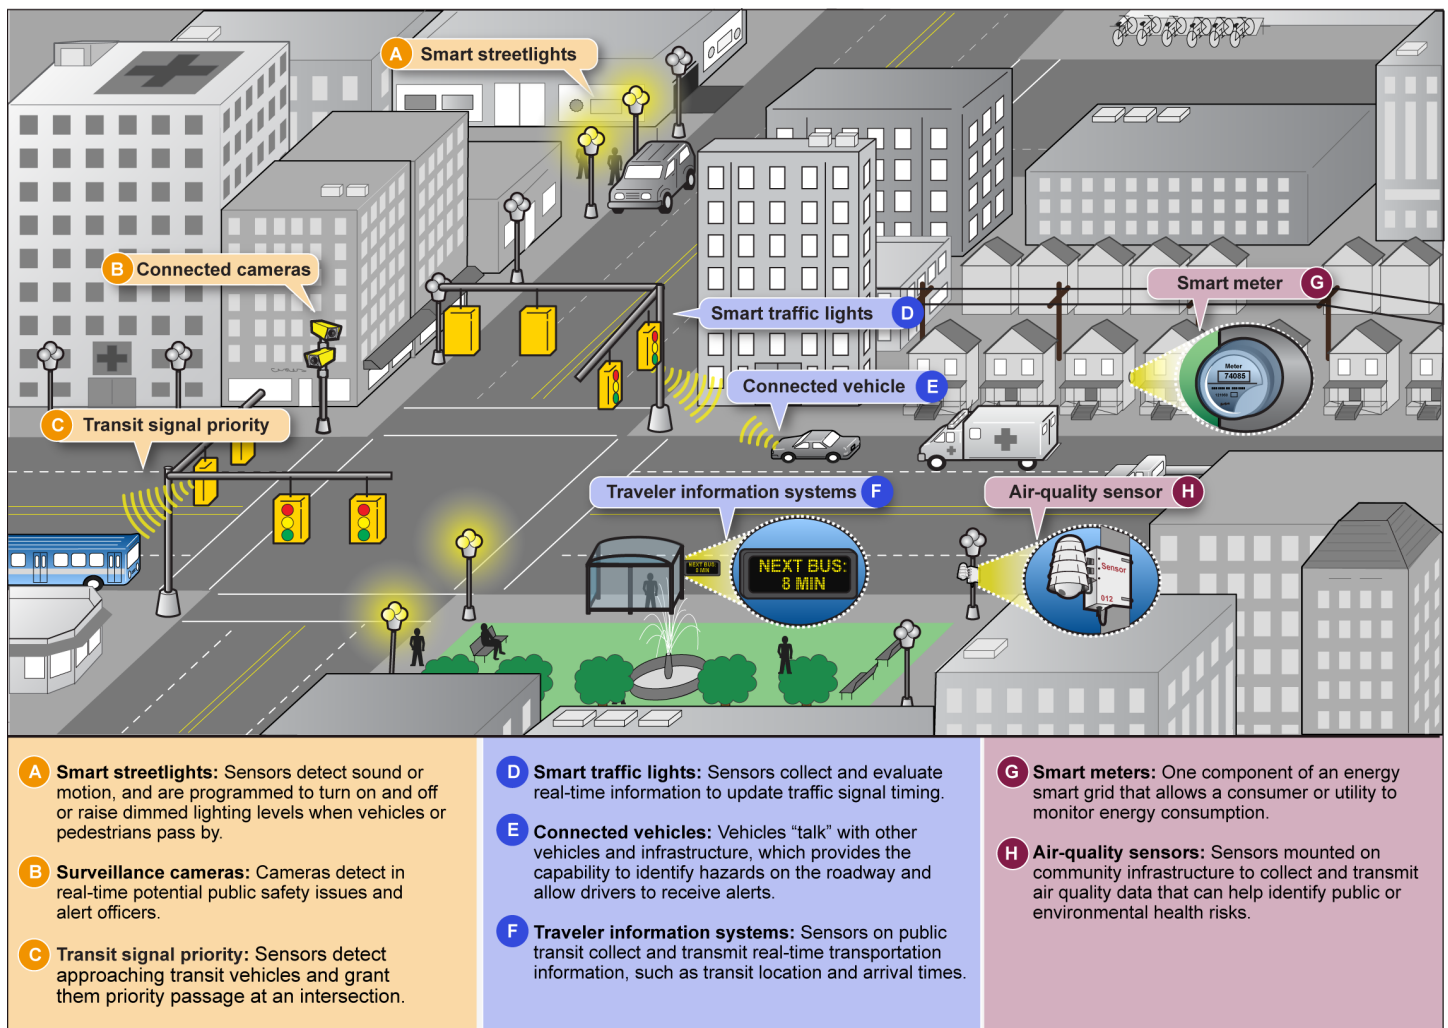 A Smart streetlights
B Connected cameras
Smart meter G
Smart traffic lights D
Connected vehicle E
Meter
74085
C Transit signal priority
Traveler information systems F
Air-quality sensor H
NEXT BUS:
8 MIN
NEXT BUS:
8 MIN
Sensor
012
A Smart streetlights: Sensors detect sound or
motion, and are programmed to turn on and off
or raise dimmed lighting levels when vehicles or
pedestrians pass by.
B Surveillance cameras: Cameras detect in
real-time potential public safety issues and
alert officers.
C Transit signal priority: Sensors detect
approaching transit vehicles and grant
them priority passage at an intersection.
D Smart traffic lights: Sensors collect and evaluate
real-time information to update traffic signal timing.
E Connected vehicles: Vehicles “talk” with other
vehicles and infrastructure, which provides the
capability to identify hazards on the roadway and
allow drivers to receive alerts.
F Traveler information systems: Sensors on public
transit collect and transmit real-time transportation
information, such as transit location and arrival times.
G Smart meters: One component of an energy
smart grid that allows a consumer or utility to
monitor energy consumption.
H Air-quality sensors: Sensors mounted on
community infrastructure to collect and transmit
air quality data that can help identify public or
environmental health risks.